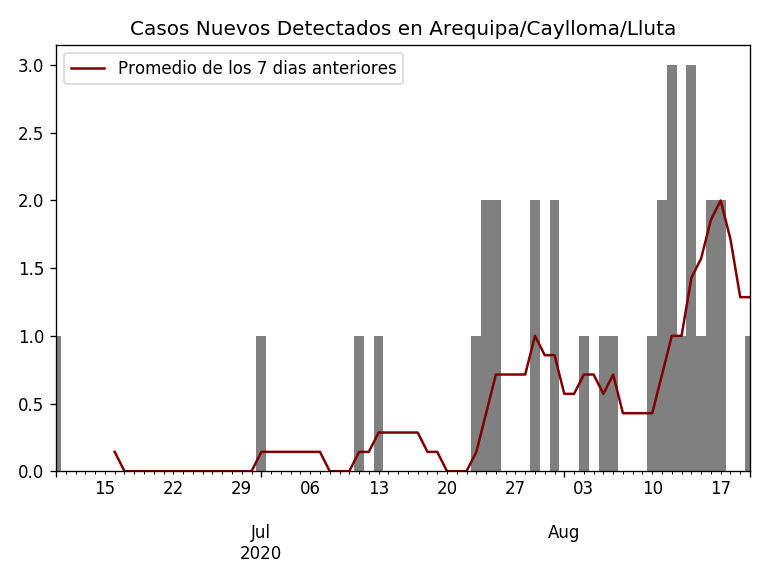 Casos Nuevos Detectados en Arequipa/Caylloma/Lluta
Promedio de los 7 dias anteriores
3.0
2.5
2.0
1.5
1.0
0.5
0.0
15 22 29 06 13 20 27 03 10 17
Jul Aug
2020